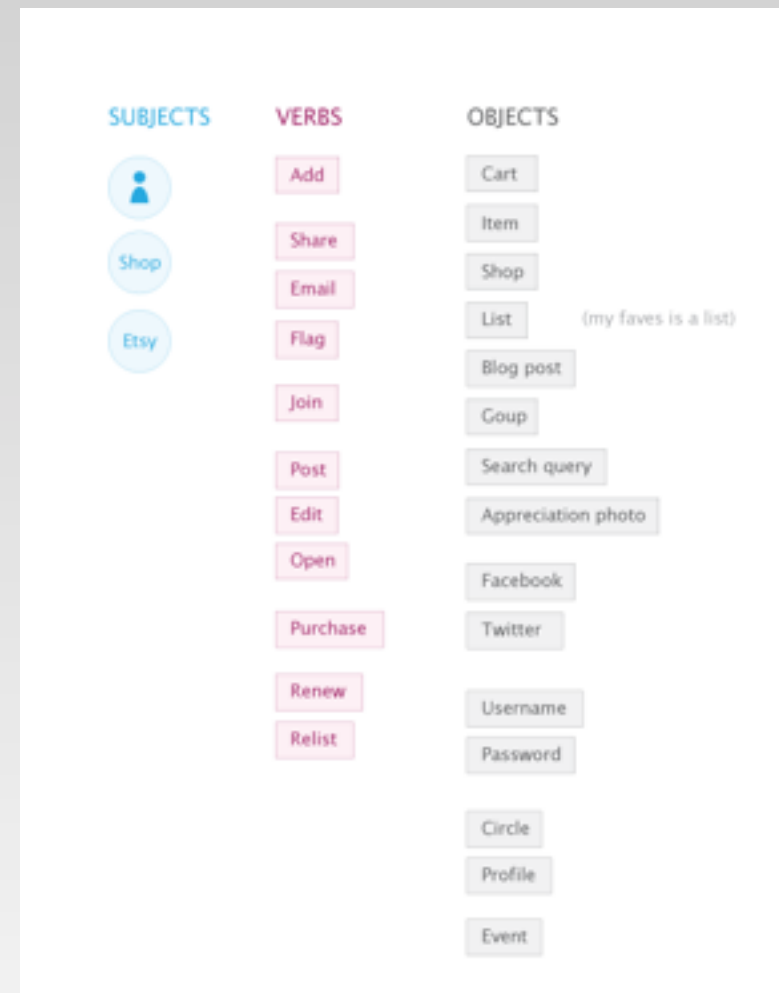 SUBJECTS
Shop
Etsy
VERBS
Add
Share
Email
Flag
Join
Post
Edit
Open
Purchase
Renew
Relist
OBJECTS
Cart
Item
Shop
List (my faves is a list)
Blog post
Goup
Search query
Appreciation photo
Facebook
Twitter
Username
Password
Circle
Profile
Event